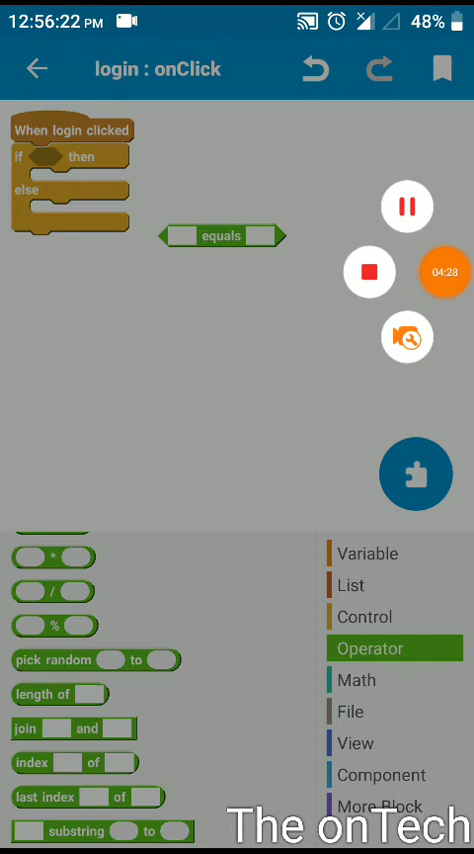 12:56:22 PM
48%
login : onClick
When login clicked
if then
else
equals
04:28
*
/
%
pick random to
length of
join and
index of
last index of
substring to
Variable
List
Control
Operator
Math
File
View
Component
More Block
The onTech